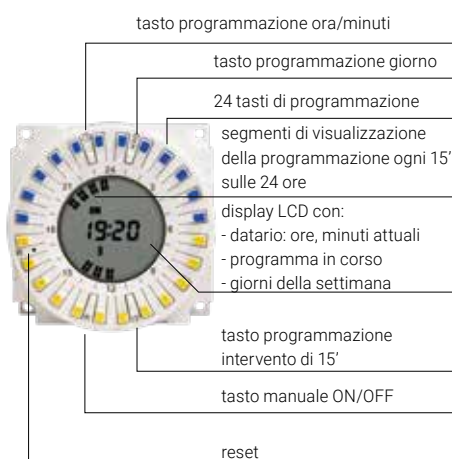 tasto programmazione ora/minuti
tasto programmazione giorno
24 tasti di programmazione
segmenti di visualizzazione
della programmazione ogni 15’
sulle 24 ore
display LCD con:
- datario: ore, minuti attuali
- programma in corso
- giorni della settimana
tasto programmazione
intervento di 15’
tasto manuale ON/OFF
reset
24
21
19:20